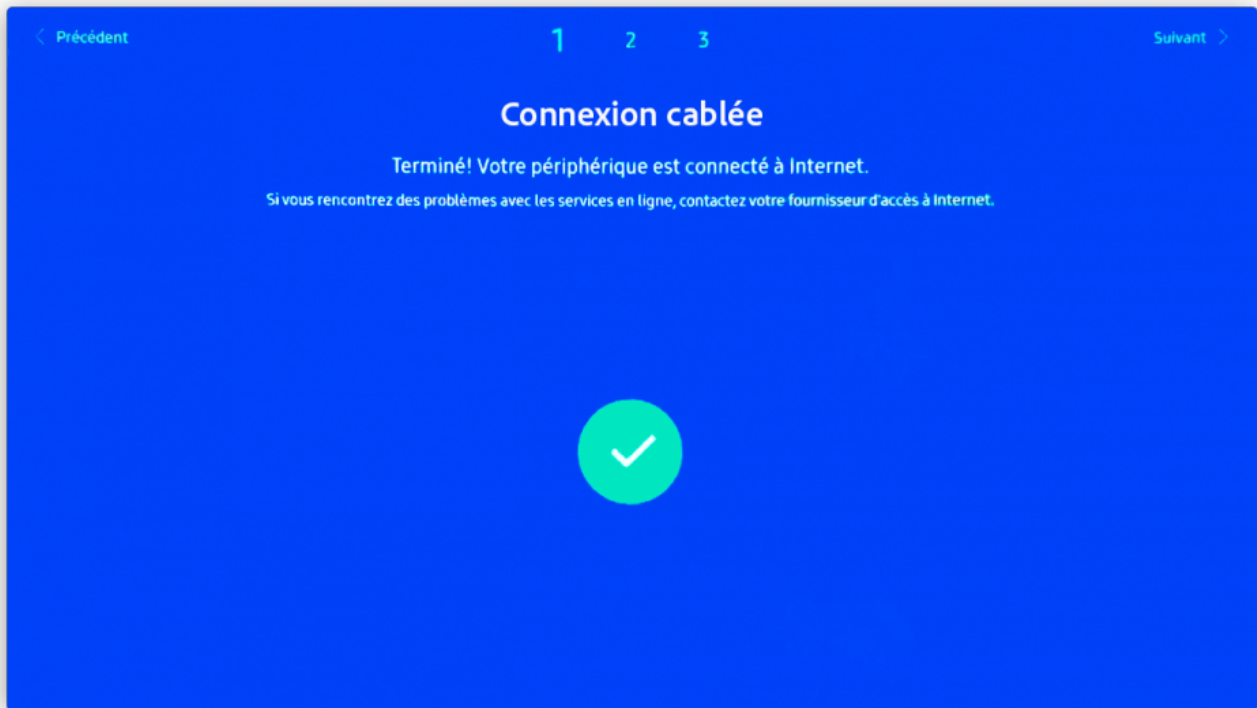 Précédent
1 2 3
Suivant
Connexion cablée
Terminé! Votre périphérique est connecté à Internet.
Si vous rencontrez des problèmes avec les services en ligne, contactez votre fournisseur d'accès à Internet.